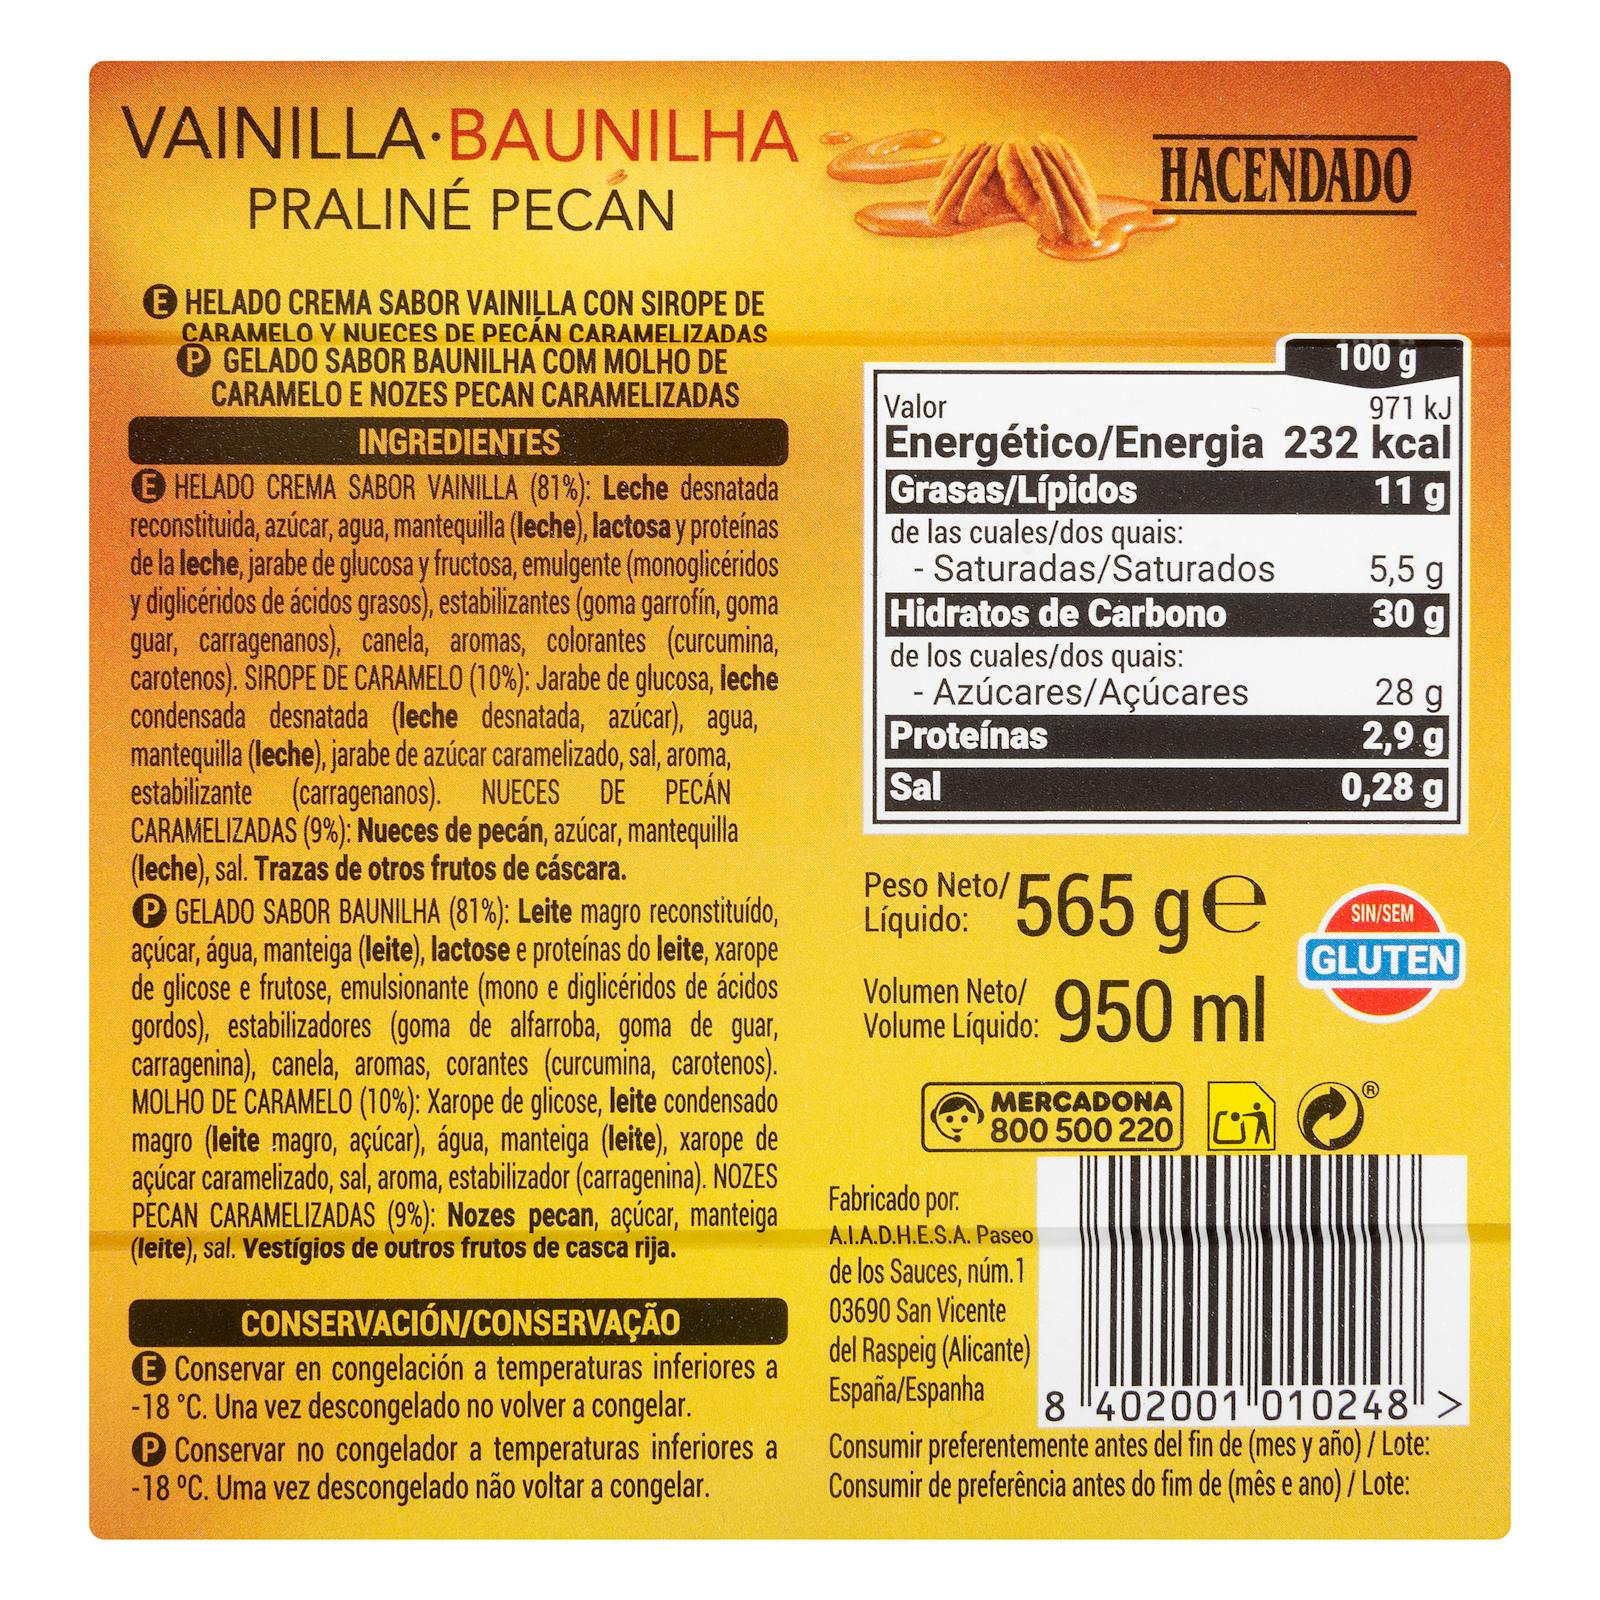 VAINILLA·BAUNILHA
PRALINÉ PECÁN
HACENDADO
E HELADO CREMA SABOR VAINILLA CON SIROPE DE
CARAMELO Y NUECES DE PECÁN CARAMELIZADAS
P GELADO SABOR BAUNILHA COM MOLHO DE
CARAMELO E NOZES PECAN CARAMELIZADAS
INGREDIENTES
E HELADO CREMA SABOR VAINILLA (81%): Leche desnatada
reconstituida, azúcar, agua, mantequilla (leche), lactosa y proteínas
de la leche, jarabe de glucosa y fructosa, emulgente (monoglicéridos
y diglicéridos de ácidos grasos), estabilizantes (goma garrofín, goma
guar, carragenanos), canela, aromas, colorantes (curcumina,
carotenos). SIROPE DE CARAMELO (10%): Jarabe de glucosa, leche
condensada desnatada (leche desnatada, azúcar), agua,
mantequilla (leche), jarabe de azúcar caramelizado, sal, aroma,
estabilizante (carragenanos). NUECES DE PECÁN
CARAMELIZADAS (9%): Nueces de pecán, azúcar, mantequilla
(leche), sal. Trazas de otros frutos de cáscara.
P GELADO SABOR BAUNILHA (81%): Leite magro reconstituído,
açúcar, água, manteiga (leite), lactose e proteínas do leite, xarope
de glicose e frutose, emulsionante (mono e diglicéridos de ácidos
gordos), estabilizadores (goma de alfarroba, goma de guar,
carragenina), canela, aromas, corantes (curcumina, carotenos).
MOLHO DE CARAMELO (10%): Xarope de glicose, leite condensado
magro (leite magro, açúcar), água, manteiga (leite), xarope de
açúcar caramelizado, sal, aroma, estabilizador (carragenina). NOZES
PECAN CARAMELIZADAS (9%): Nozes pecan, açúcar, manteiga
(leite), sal. Vestígios de outros frutos de casca rija.
CONSERVACIÓN/CONSERVAÇÃO
E Conservar en congelación a temperaturas inferiores a
-18 °C. Una vez descongelado no volver a congelar.
P Conservar no congelador a temperaturas inferiores a
-18 ºC. Uma vez descongelado não voltar a congelar.
100 g
Valor 971 kJ
Energético/Energia 232 kcal
Grasas/Lípidos 11 g
de las cuales/dos quais:
- Saturadas/Saturados 5,5 g
Hidratos de Carbono 30 g
de los cuales/dos quais:
- Azúcares/Açúcares 28 g
Proteínas 2,9 g
Sal 0,28 g
Peso Neto/
Líquido: 565 g e
Volumen Neto/
Volume Líquido: 950 ml
SIN/SEM
GLUTEN
MERCADONA
800 500 220
®
Fabricado por:
A.I.A.D.H.E.S.A. Paseo
de los Sauces, núm.1
03690 San Vicente
del Raspeig (Alicante)
España/Espanha
8 402001 010248 >
Consumir preferentemente antes del fin de (mes y año) / Lote:
Consumir de preferência antes do fim de (mês e ano) / Lote: